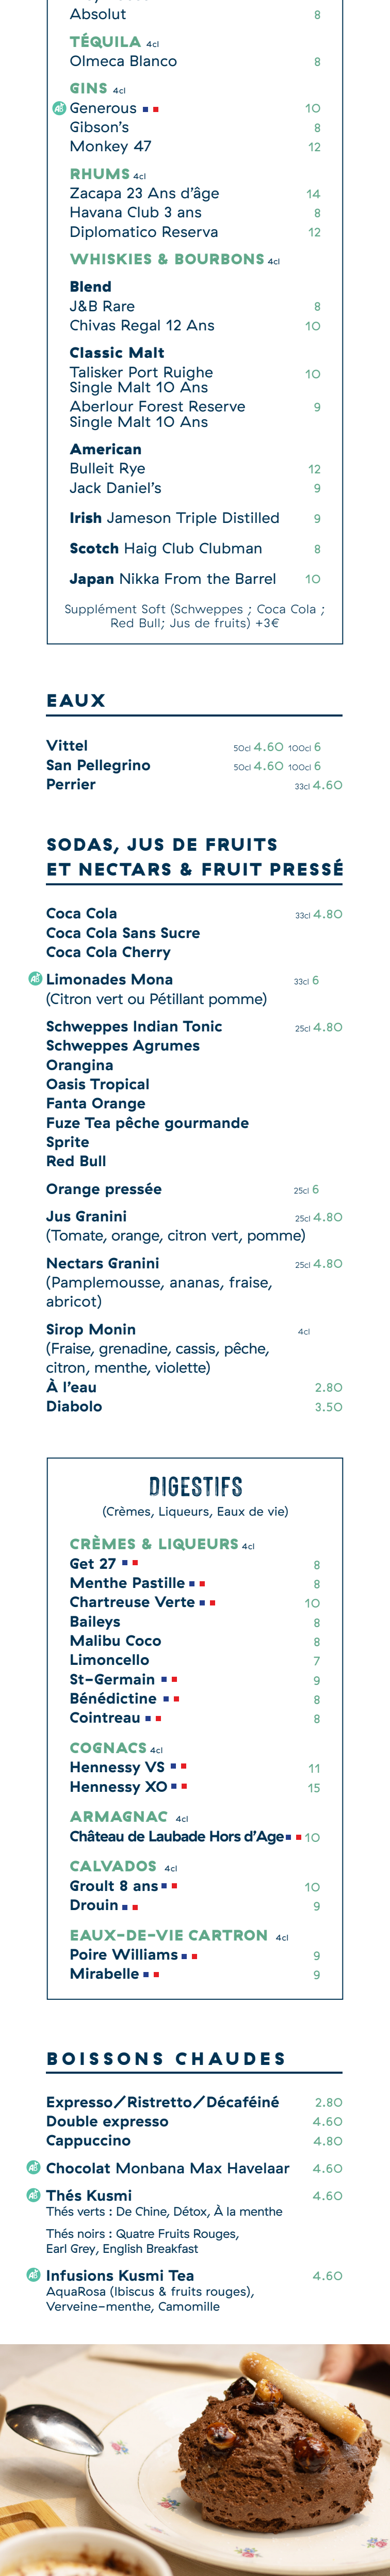 Absolut 8
TÉQUILA 4cl
Olmeca Blanco 8
GINS 4cl
AB Generous 10
Gibson's 8
Monkey 47 12
RHUMS 4cl
Zacapa 23 Ans d'âge 14
Havana Club 3 ans 8
Diplomatico Reserva 12
WHISKIES & BOURBONS 4cl
Blend
J&B Rare 8
Chivas Regal 12 Ans 10
Classic Malt
Talisker Port Ruighe 10
Single Malt 10 Ans
Aberlour Forest Reserve 9
Single Malt 10 Ans
American
Bulleit Rye 12
Jack Daniel's 9
Irish Jameson Triple Distilled 9
Scotch Haig Club Clubman 8
Japan Nikka From the Barrel 10
Supplément Soft (Schweppes ; Coca Cola ;
Red Bull; Jus de fruits) +3€
EAUX
Vittel 50cl 4.60 100cl 6
San Pellegrino 50cl 4.60 100cl 6
Perrier 33cl 4.60
SODAS, JUS DE FRUITS
ET NECTARS & FRUIT PRESSÉ
Coca Cola 33cl 4.80
Coca Cola Sans Sucre
Coca Cola Cherry
AB Limonades Mona 33cl 6
(Citron vert ou Pétillant pomme)
Schweppes Indian Tonic 25cl 4.80
Schweppes Agrumes
Orangina
Oasis Tropical
Fanta Orange
Fuze Tea pêche gourmande
Sprite
Red Bull
Orange pressée 25cl 6
Jus Granini 25cl 4.80
(Tomate, orange, citron vert, pomme)
Nectars Granini 25cl 4.80
(Pamplemousse, ananas, fraise,
abricot)
Sirop Monin 4cl
(Fraise, grenadine, cassis, pêche,
citron, menthe, violette)
À l'eau 2.80
Diabolo 3.50
DIGESTIFS
(Crèmes, Liqueurs, Eaux de vie)
CRÈMES & LIQUEURS 4cl
Get 27 8
Menthe Pastille 8
Chartreuse Verte 10
Baileys 8
Malibu Coco 8
Limoncello 7
St-Germain 9
Bénédictine 8
Cointreau 8
COGNACS 4cl
Hennessy VS 11
Hennessy XO 15
ARMAGNAC 4cl
Château de Laubade Hors d'Age 10
CALVADOS 4cl
Groult 8 ans 10
Drouin 9
EAUX-DE-VIE CARTRON 4cl
Poire Williams 9
Mirabelle 9
BOISSONS CHAUDES
Expresso/Ristretto/Décaféiné 2.80
Double expresso 4.60
Cappuccino 4.80
AB Chocolat Monbana Max Havelaar 4.60
AB Thés Kusmi 4.60
Thés verts : De Chine, Détox, À la menthe
Thés noirs : Quatre Fruits Rouges,
Earl Grey, English Breakfast
AB Infusions Kusmi Tea 4.60
AquaRosa (Ibiscus & fruits rouges),
Verveine-menthe, Camomille